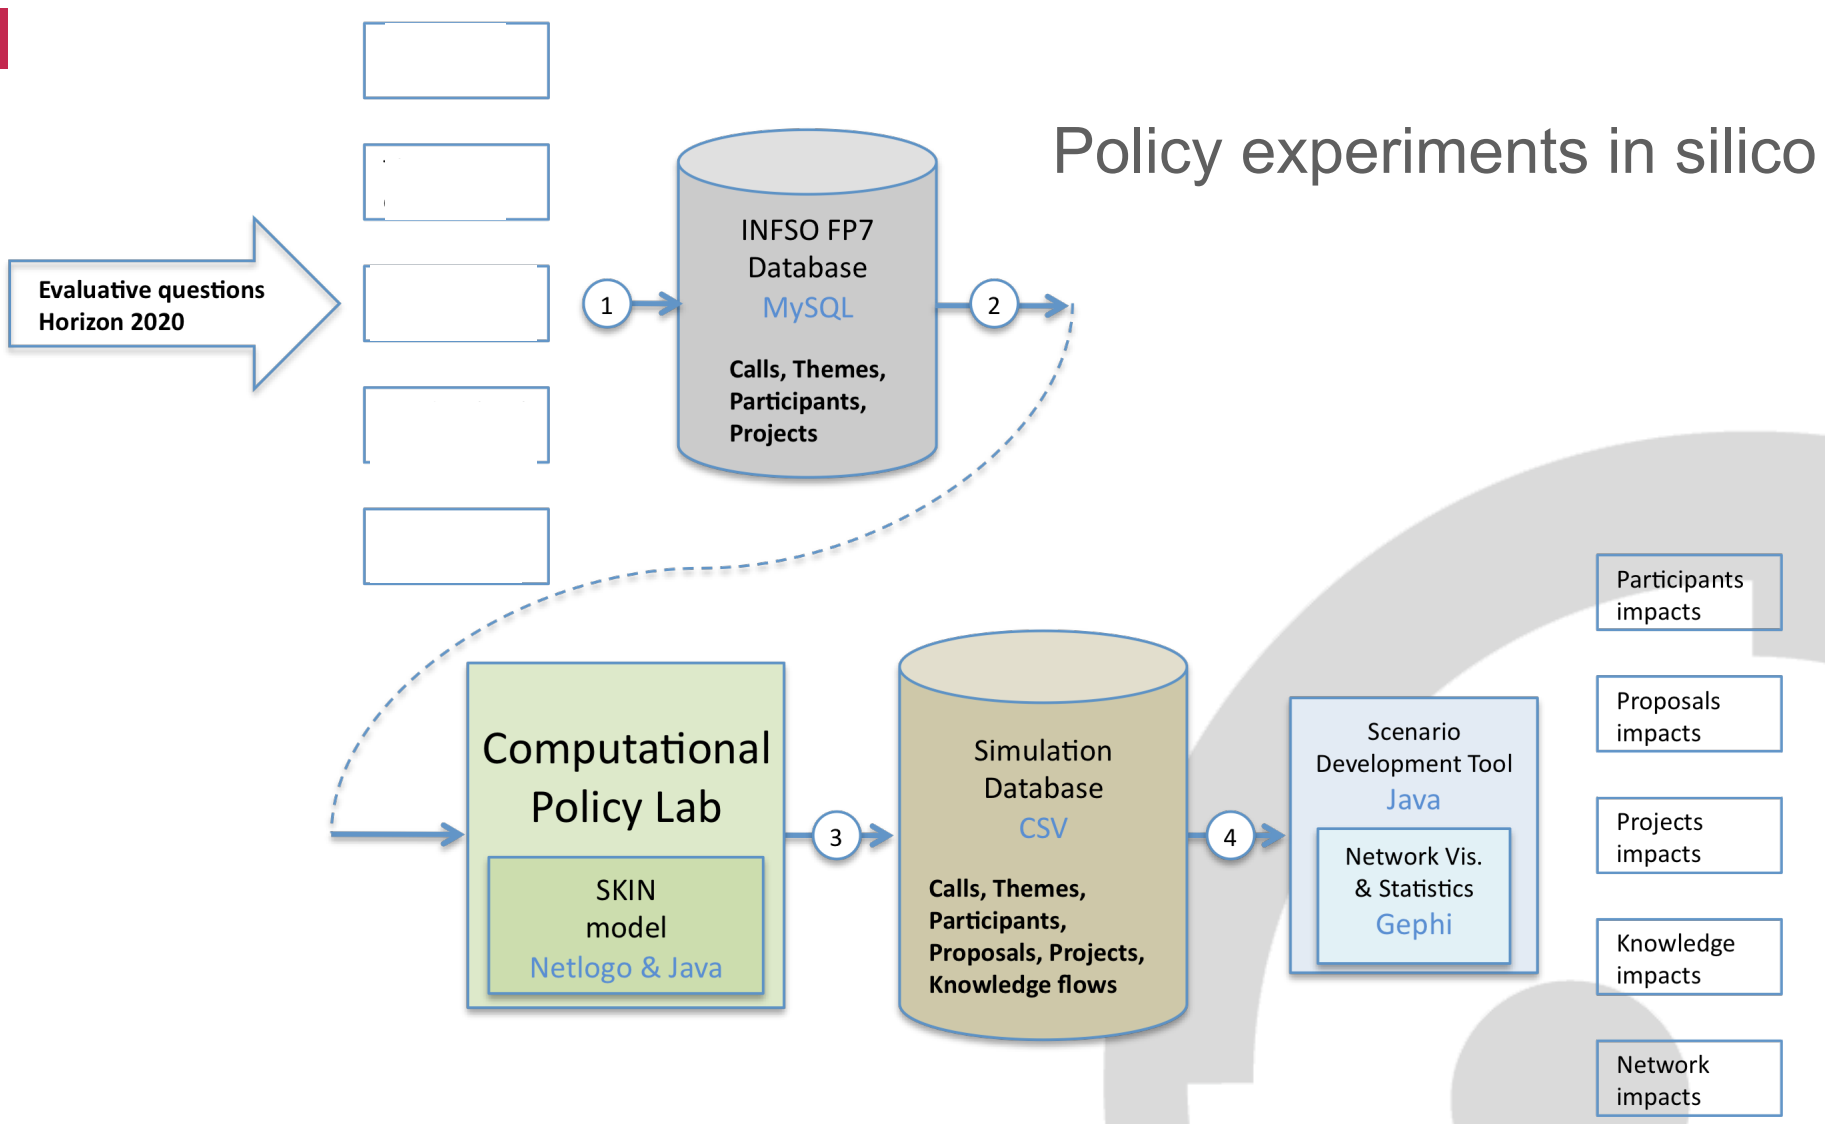 Policy experiments in silico
Evaluative questions
Horizon 2020
1
INFSO FP7
Database
MySQL
Calls, Themes,
Participants,
Projects
2
Computational
Policy Lab
SKIN
model
Netlogo & Java
3
Simulation
Database
CSV
Calls, Themes,
Participants,
Proposals, Projects,
Knowledge flows
4
Scenario
Development Tool
Java
Network Vis.
& Statistics
Gephi
Participants
impacts
Proposals
impacts
Projects
impacts
Knowledge
impacts
Network
impacts